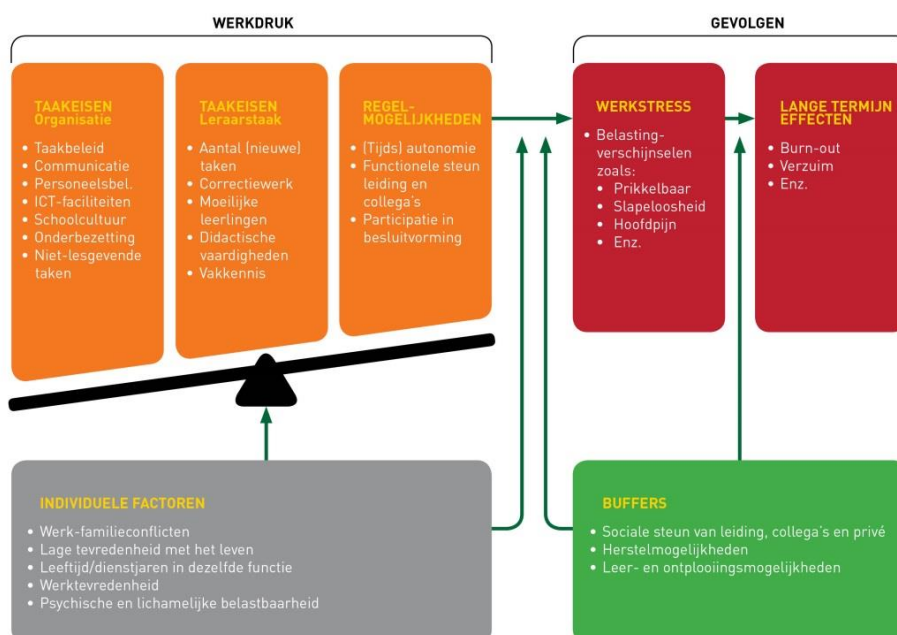 WERKDRUK
TAAKEISEN
Organisatie
• Taakbeleid
• Communicatie
• Personeelsbel.
• ICT-faciliteiten
• Schoolcultuur
• Onderbezetting
• Niet-lesgevende
taken
TAAKEISEN
Leraarstaak
• Aantal (nieuwe)
taken
• Correctiewerk
• Moeilijke
leerlingen
• Didactische
vaardigheden
• Vakkennis
REGEL-
MOGELIJKHEDEN
• (Tijds) autonomie
• Functionele steun
leiding en
collega's
• Participatie in
besluitvorming
GEVOLGEN
WERKSTRESS
• Belasting-
verschijnselen
zoals:
• Prikkelbaar
• Slapeloosheid
• Hoofdpijn
• Enz.
LANGE TERMIJN
EFFECTEN
• Burn-out
• Verzuim
• Enz.
INDIVIDUELE FACTOREN
• Werk-familieconflicten
• Lage tevredenheid met het leven
• Leeftijd/dienstjaren in dezelfde functie
• Werktevredenheid
• Psychische en lichamelijke belastbaarheid
BUFFERS
• Sociale steun van leiding, collega's en privé
• Herstelmogelijkheden
• Leer- en ontplooiingsmogelijkheden